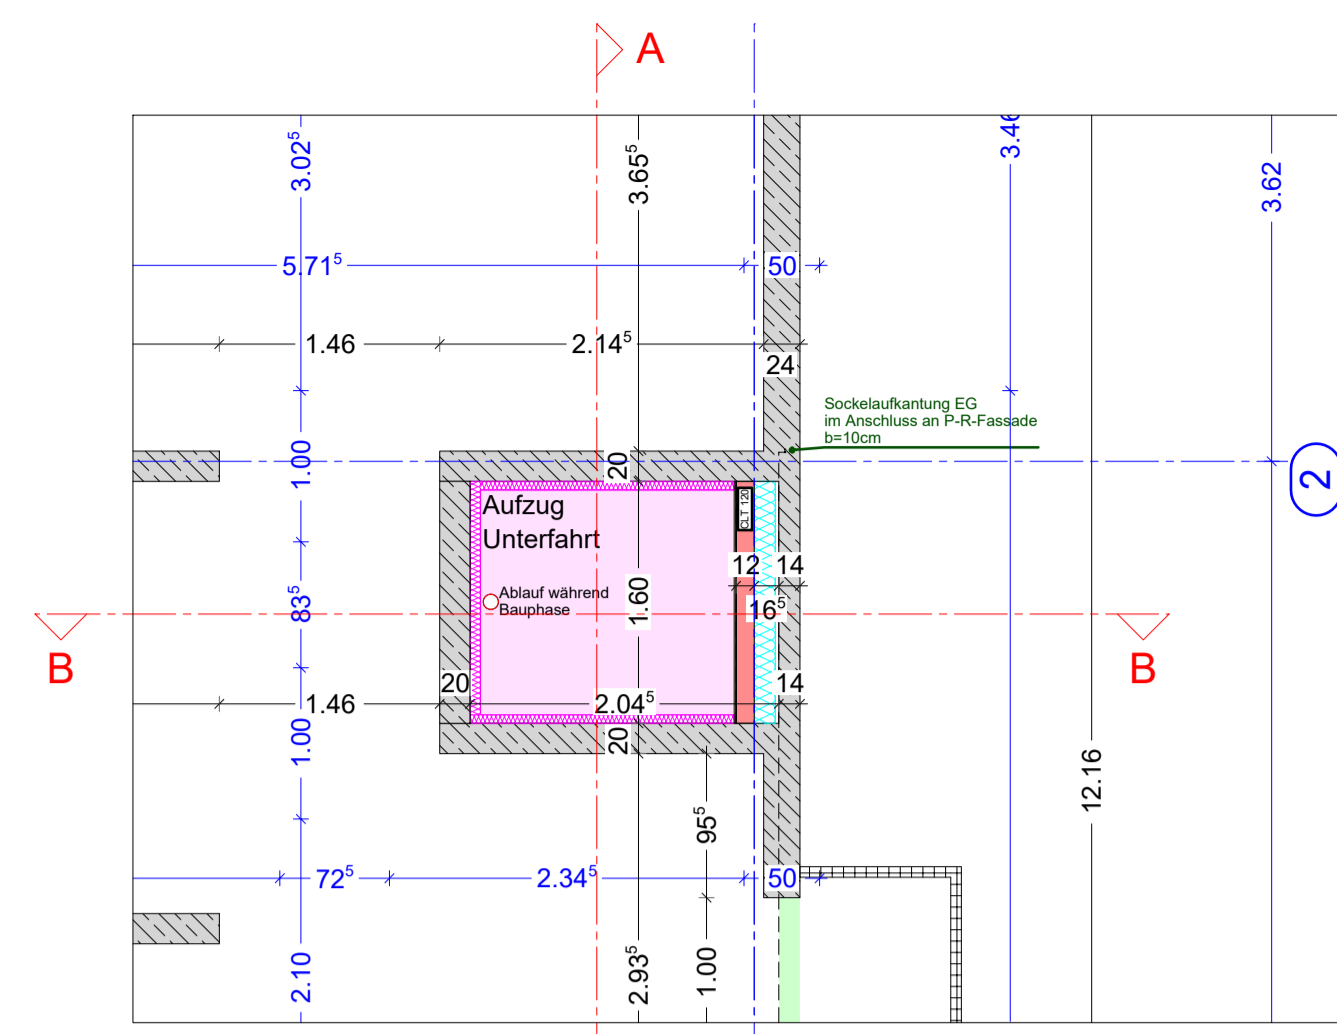 A
3.02⁵
3.65⁵
3.46
3.62
5.71⁵
50
1.46
2.14⁵
24
Sockelaufkantung EG
im Anschluss an P-R-Fassade
b=10cm
1.00
20
2
Aufzug
Unterfahrt
CLT 120
12
14
83⁵
Ablauf während
Bauphase
1.60
16⁵
B
B
20
14
1.46
2.04⁵
1.00
20
12.16
95⁵
72⁵
2.34⁵
50
2.10
2.93⁵
1.00